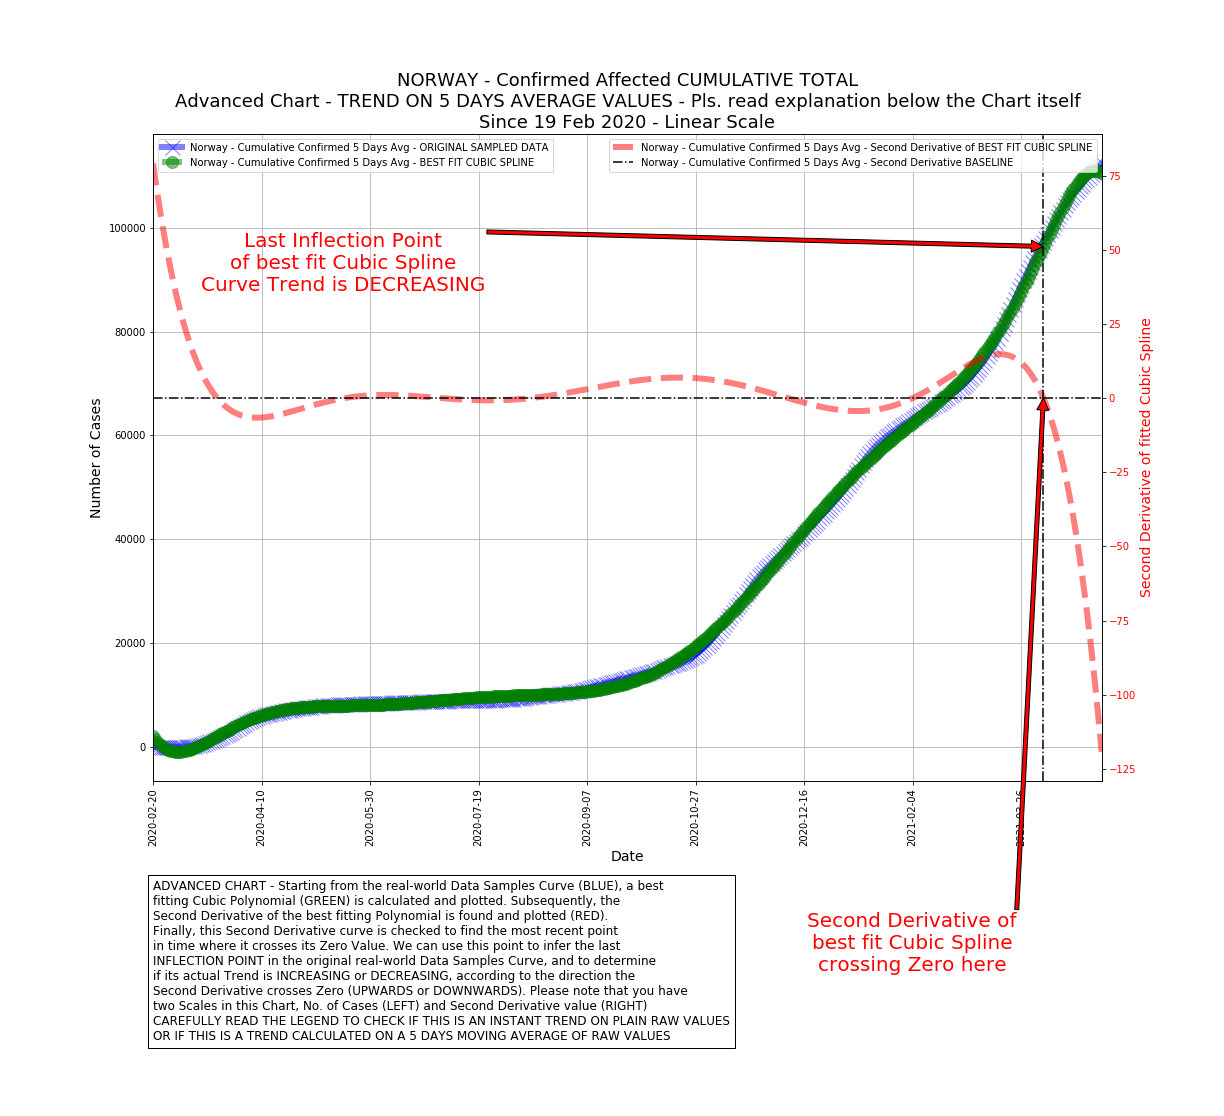 NORWAY - Confirmed Affected CUMULATIVE TOTAL
Advanced Chart - TREND ON 5 DAYS AVERAGE VALUES - Pls. read explanation below the Chart itself
Since 19 Feb 2020 - Linear Scale
Norway - Cumulative Confirmed 5 Days Avg - ORIGINAL SAMPLED DATA
Norway - Cumulative Confirmed 5 Days Avg - BEST FIT CUBIC SPLINE
Norway - Cumulative Confirmed 5 Days Avg - Second Derivative of BEST FIT CUBIC SPLINE
Norway - Cumulative Confirmed 5 Days Avg - Second Derivative BASELINE
Last Inflection Point
of best fit Cubic Spline
Curve Trend is DECREASING
Number of Cases
100000
80000
60000
40000
20000
0
75
50
25
0
−25
−50
−75
−100
−125
Second Derivative of fitted Cubic Spline
2020-02-20
2020-04-10
2020-05-30
2020-07-19
2020-09-07
2020-10-27
2020-12-16
2021-02-04
2021-03-26
Date
Second Derivative of
best fit Cubic Spline
crossing Zero here
ADVANCED CHART - Starting from the real-world Data Samples Curve (BLUE), a best
fitting Cubic Polynomial (GREEN) is calculated and plotted. Subsequently, the
Second Derivative of the best fitting Polynomial is found and plotted (RED).
Finally, this Second Derivative curve is checked to find the most recent point
in time where it crosses its Zero Value. We can use this point to infer the last
INFLECTION POINT in the original real-world Data Samples Curve, and to determine
if its actual Trend is INCREASING or DECREASING, according to the direction the
Second Derivative crosses Zero (UPWARDS or DOWNWARDS). Please note that you have
two Scales in this Chart, No. of Cases (LEFT) and Second Derivative value (RIGHT)
CAREFULLY READ THE LEGEND TO CHECK IF THIS IS AN INSTANT TREND ON PLAIN RAW VALUES
OR IF THIS IS A TREND CALCULATED ON A 5 DAYS MOVING AVERAGE OF RAW VALUES